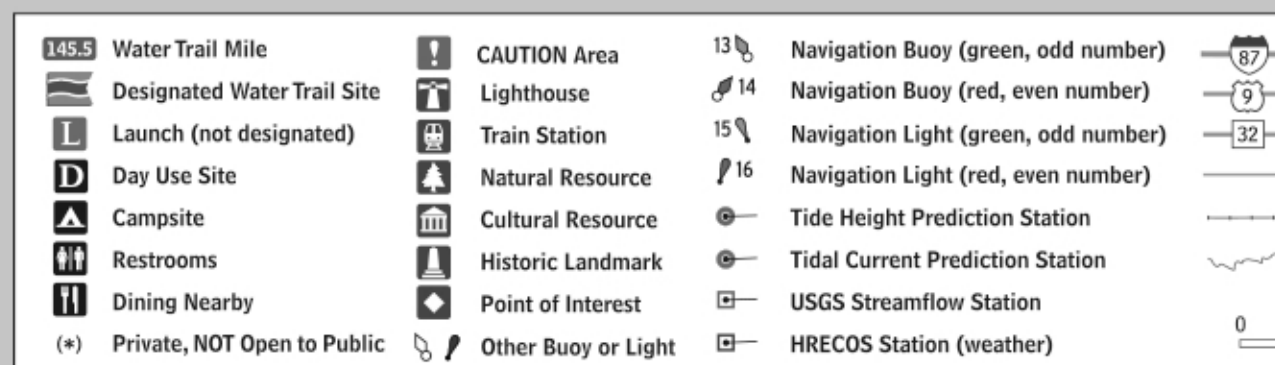 145.5 Water Trail Mile
Designated Water Trail Site
L Launch (not designated)
D Day Use Site
Campsite
Restrooms
Dining Nearby
(*) Private, NOT Open to Public
! CAUTION Area
Lighthouse
Train Station
Natural Resource
Cultural Resource
Historic Landmark
Point of Interest
Other Buoy or Light
13 Navigation Buoy (green, odd number)
14 Navigation Buoy (red, even number)
15 Navigation Light (green, odd number)
16 Navigation Light (red, even number)
Tide Height Prediction Station
Tidal Current Prediction Station
USGS Streamflow Station
HRECOS Station (weather)
87
9
32
0